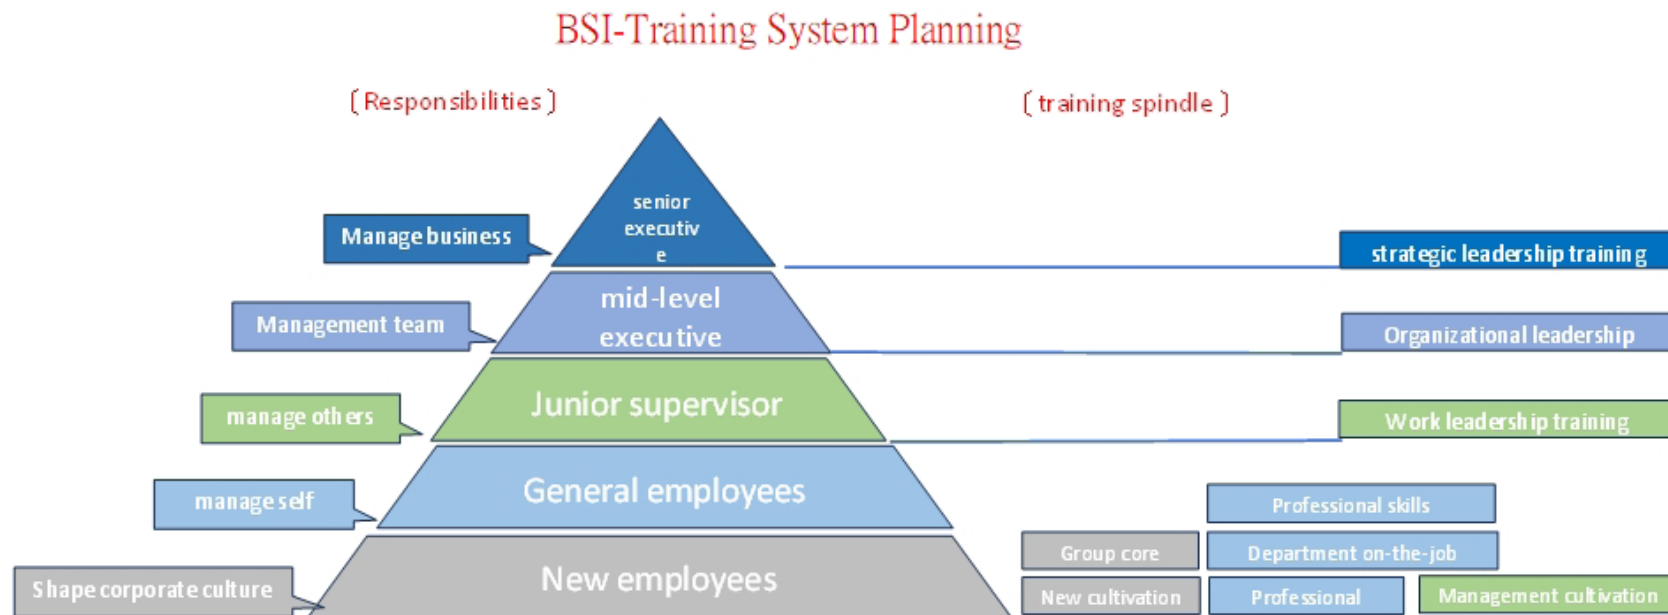 BSI-Training System Planning
〔 Responsibilities 〕
〔 training spindle 〕
senior
executiv
e
Manage business
strategic leadership training
mid-level
executive
Management team
Organizational leadership
Junior supervisor
manage others
Work leadership training
General employees
manage self
Professional skills
Group core
Department on-the-job
New employees
Shape corporate culture
New cultivation
Professional
Management cultivation